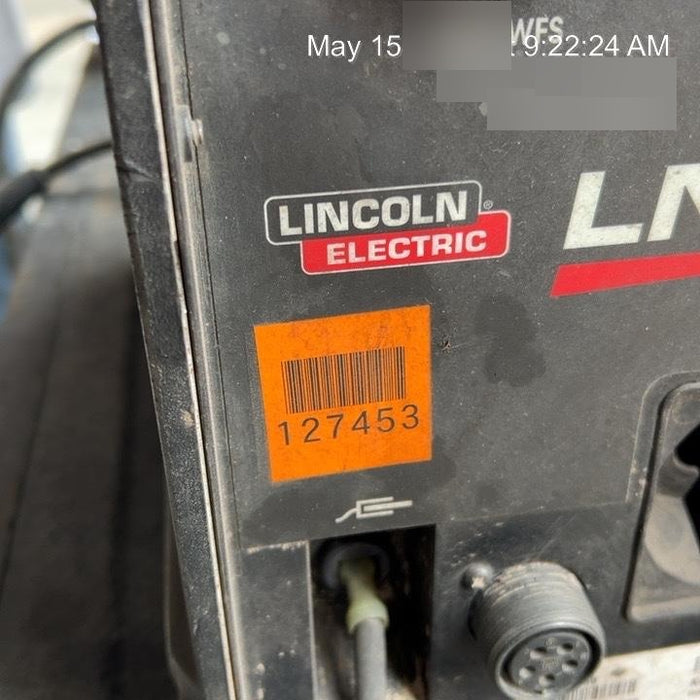 WFS
May 15 9:22:24 AM
LINCOLN®
ELECTRIC
LN
127453